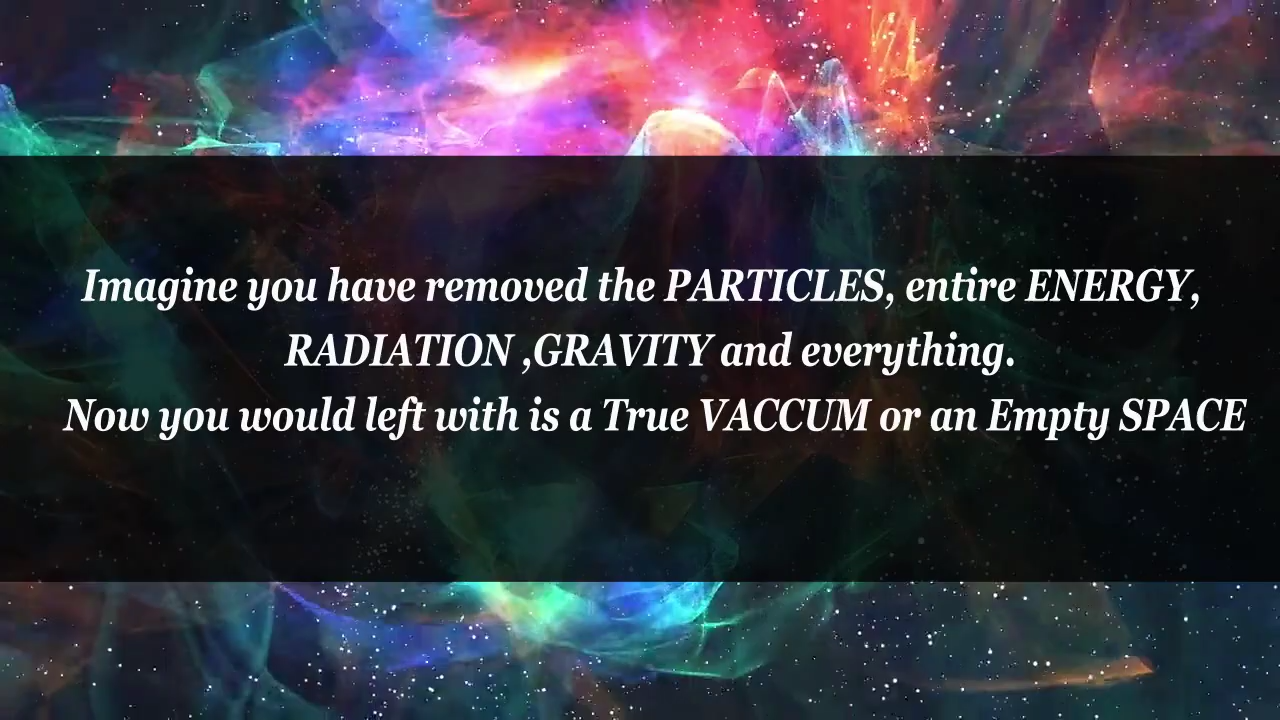 Imagine you have removed the PARTICLES, entire ENERGY,
RADIATION ,GRAVITY and everything.
Now you would left with is a True VACCUM or an Empty SPACE